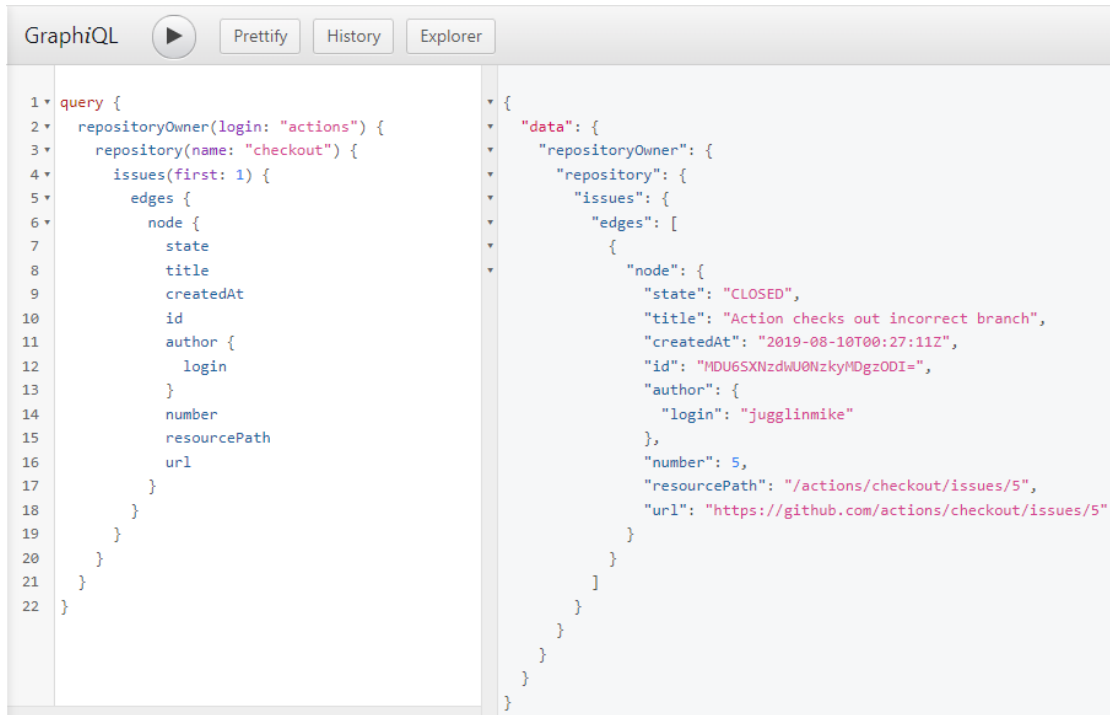 GraphiQL Prettify History Explorer
1 query {
2 repositoryOwner(login: "actions") {
3 repository(name: "checkout") {
4 issues(first: 1) {
5 edges {
6 node {
7 state
8 title
9 createdAt
10 id
11 author {
12 login
13 }
14 number
15 resourcePath
16 url
17 }
18 }
19 }
20 }
21 }
22 }
{
"data": {
"repositoryOwner": {
"repository": {
"issues": {
"edges": [
{
"node": {
"state": "CLOSED",
"title": "Action checks out incorrect branch",
"createdAt": "2019-08-10T00:27:11Z",
"id": "MDU6SXNzdWU0NzkyMDgzODI=",
"author": {
"login": "jugglinmike"
},
"number": 5,
"resourcePath": "/actions/checkout/issues/5",
"url": "https://github.com/actions/checkout/issues/5"
}
}
]
}
}
}
}
}